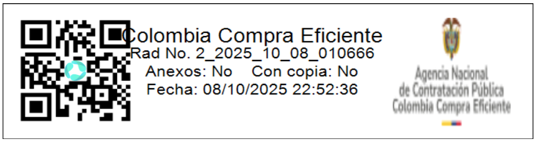 Colombia Compra Eficiente
Rad No. 2_2025_10_08_010666
Anexos: No    Con copia: No
Fecha: 08/10/2025 22:52:36
Agencia Nacional
de Contratación Pública
Colombia Compra Eficiente